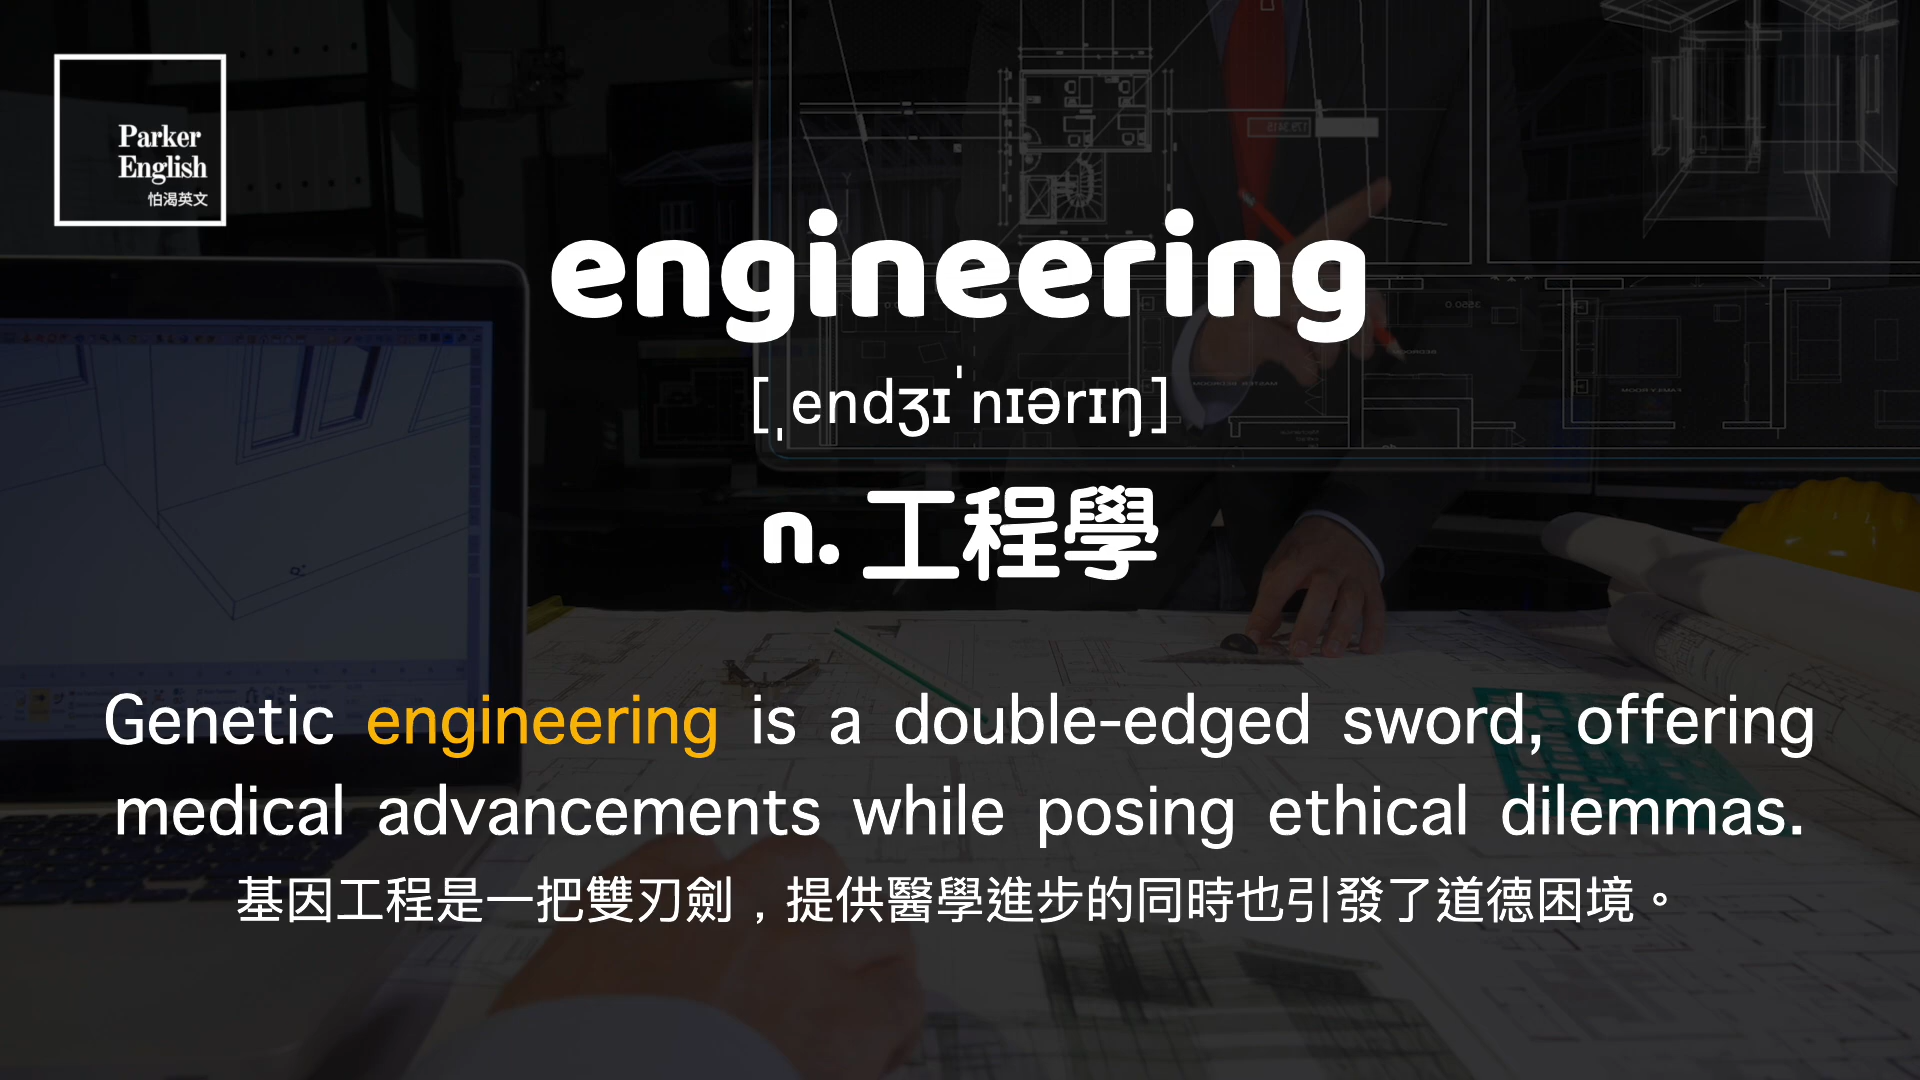 Parker
English
怕渴英文
engineering
[ˌendʒɪˈnɪərɪŋ]
n. 工程學
Genetic engineering is a double-edged sword, offering
medical advancements while posing ethical dilemmas.
基因工程是一把雙刃劍，提供醫學進步的同時也引發了道德困境。